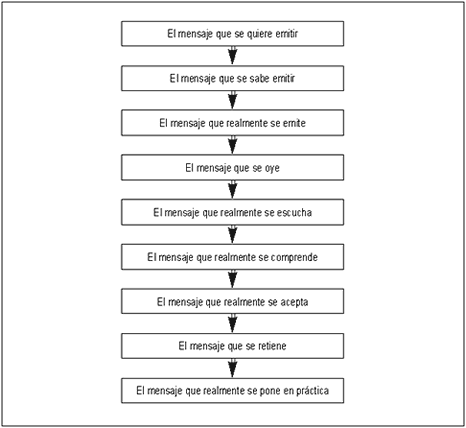 El mensaje que se quiere emitir
El mensaje que se sabe emitir
El mensaje que realmente se emite
El mensaje que se oye
El mensaje que realmente se escucha
El mensaje que realmente se comprende
El mensaje que realmente se acepta
El mensaje que se retiene
El mensaje que realmente se pone en práctica